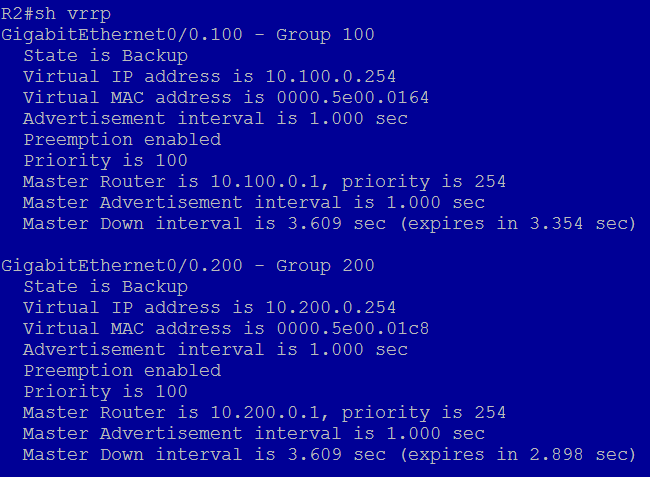 R2#sh vrrp
GigabitEthernet0/0.100 - Group 100
State is Backup
Virtual IP address is 10.100.0.254
Virtual MAC address is 0000.5e00.0164
Advertisement interval is 1.000 sec
Preemption enabled
Priority is 100
Master Router is 10.100.0.1, priority is 254
Master Advertisement interval is 1.000 sec
Master Down interval is 3.609 sec (expires in 3.354 sec)
GigabitEthernet0/0.200 - Group 200
State is Backup
Virtual IP address is 10.200.0.254
Virtual MAC address is 0000.5e00.01c8
Advertisement interval is 1.000 sec
Preemption enabled
Priority is 100
Master Router is 10.200.0.1, priority is 254
Master Advertisement interval is 1.000 sec
Master Down interval is 3.609 sec (expires in 2.898 sec)